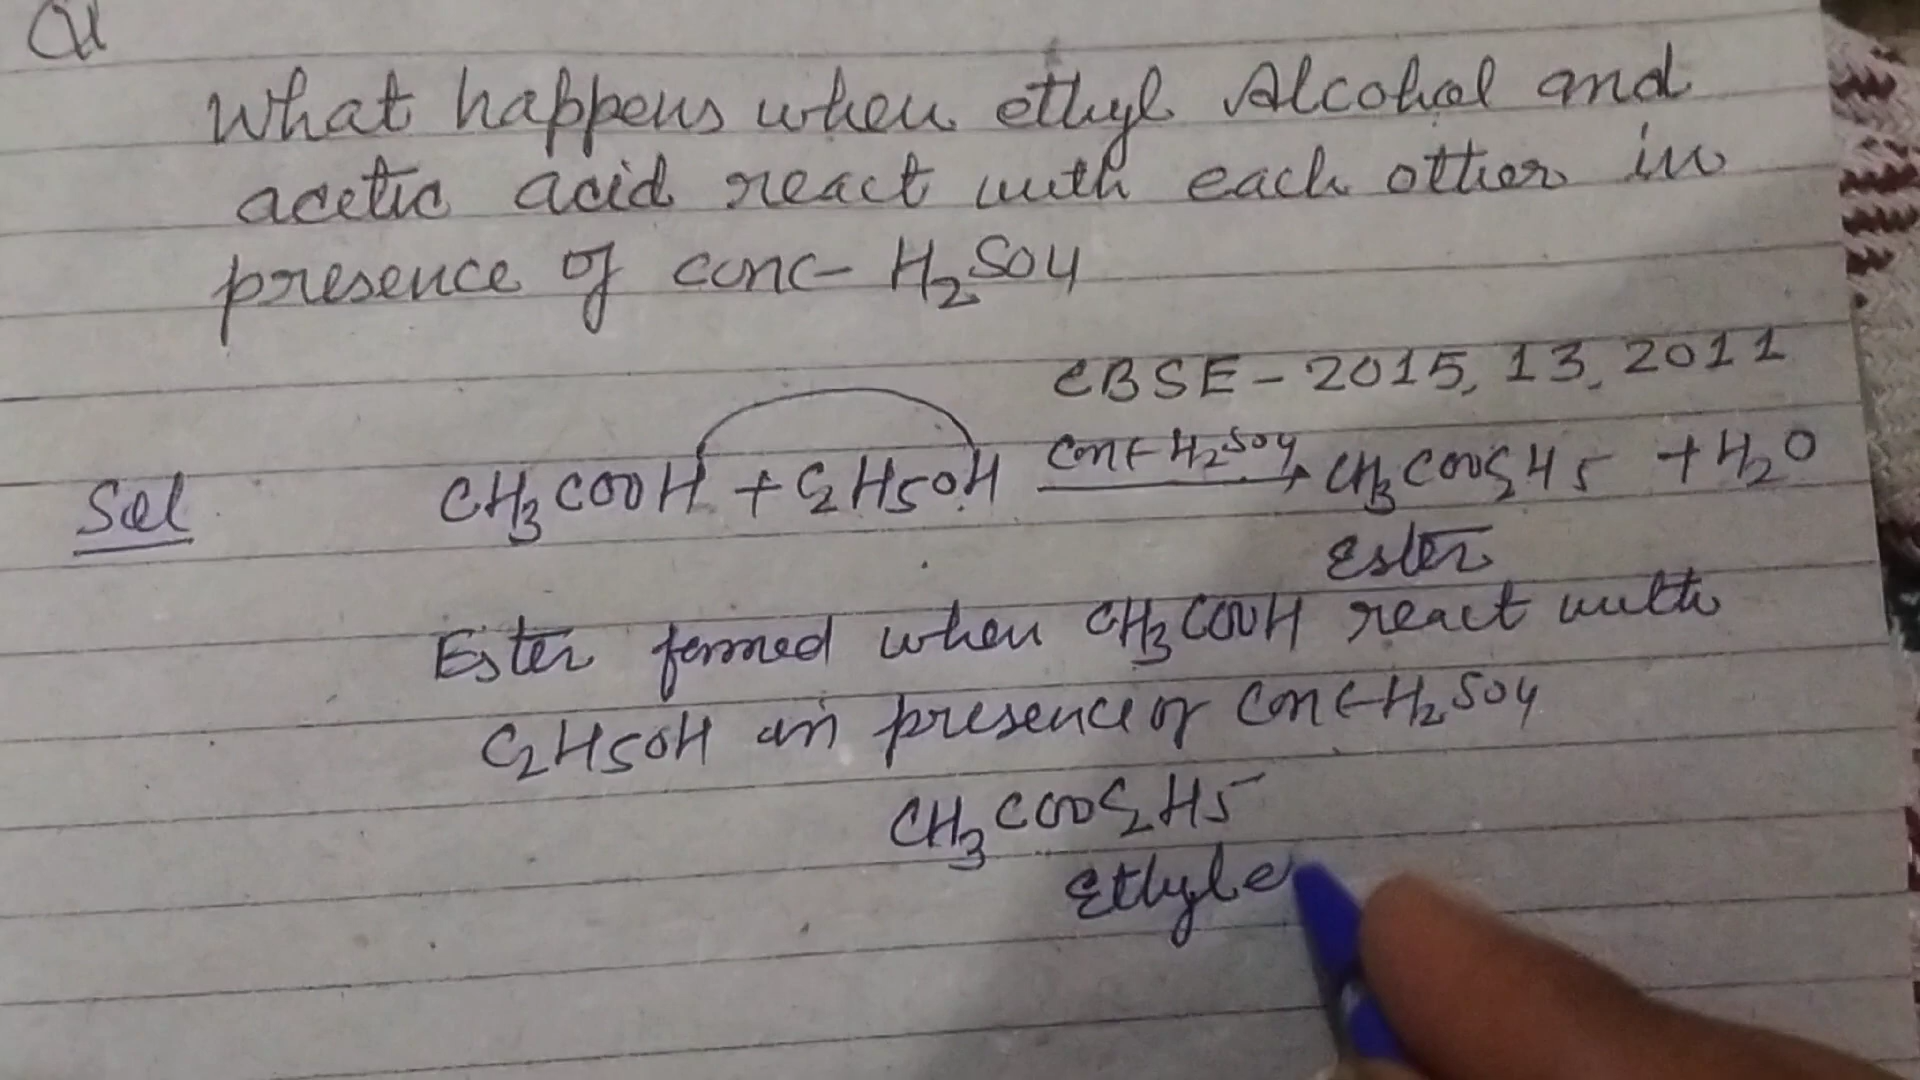 Q1
What happens when ethyl Alcohol and
acetic acid react with each other in
presence of conc- H2SO4
CBSE - 2015, 13, 2011
Sol CH3COOH + C2H5OH conc-H2SO4 → CH3COOC2H5 + H2O
Ester
Ester formed when CH3COOH react with
C2H5OH in presence of conc-H2SO4
CH3COOC2H5
Ethyle